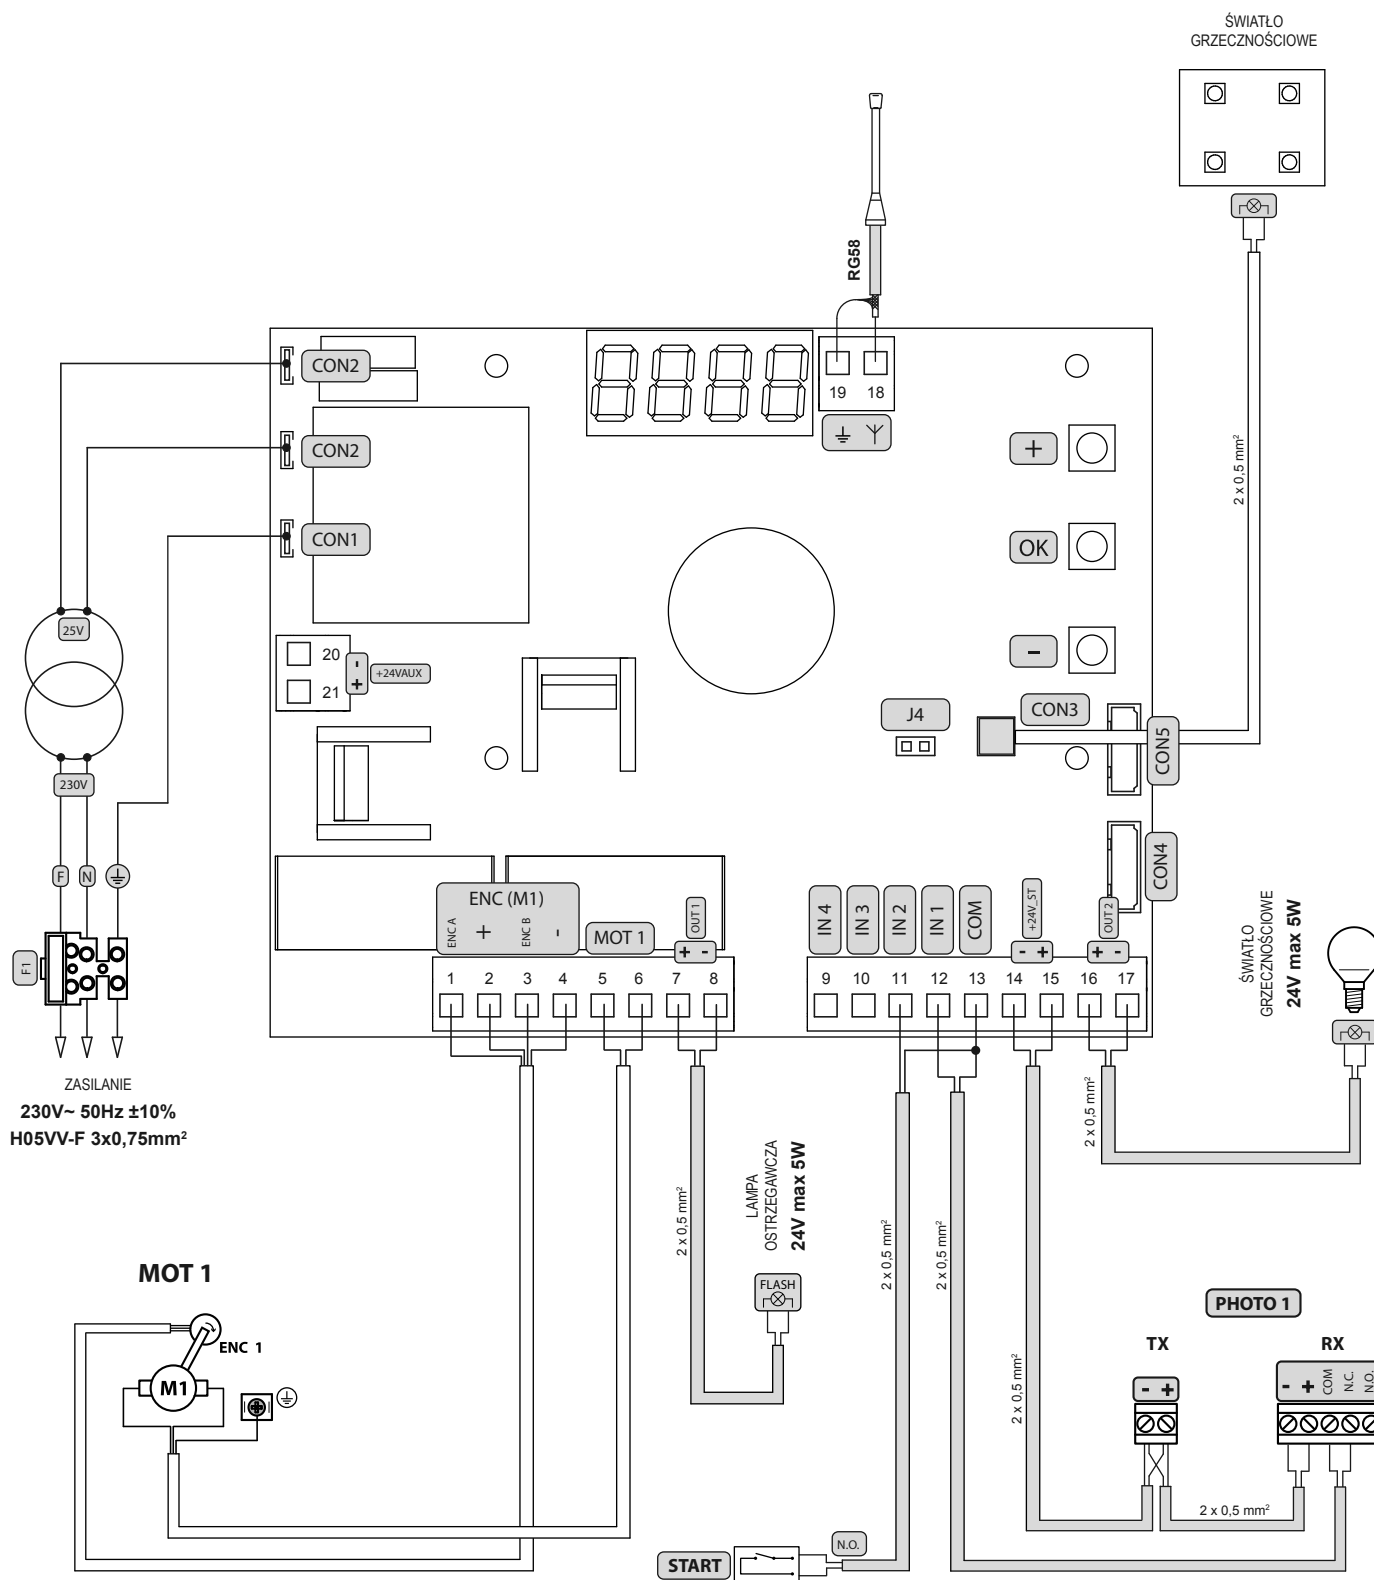 ŚWIATŁO
GRZECZNOŚCIOWE
RG58
2 x 0,5 mm²
CON2
CON2
CON1
19 18
+
OK
-
25V
230V
20
21
-
+
+24VAUX
J4
CON3
CON5
CON4
F N
F1
ENC (M1)
ENC A + ENC B -
MOT 1
OUT 1
+ -
IN 4 IN 3 IN 2 IN 1 COM
+24V_ST
- +
OUT 2
+ -
1 2 3 4 5 6 7 8
9 10 11 12 13 14 15 16 17
ŚWIATŁO
GRZECZNOŚCIOWE
24V max 5W
ZASILANIE
230V~ 50Hz ±10%
H05VV-F 3x0,75mm²
2 x 0,5 mm²
LAMPA
OSTRZEGAWCZA
24V max 5W
FLASH
2 x 0,5 mm²
2 x 0,5 mm²
2 x 0,5 mm²
2 x 0,5 mm²
MOT 1
ENC 1
M1
PHOTO 1
TX
RX
- +
- + COM N.C. N.O.
2 x 0,5 mm²
N.O.
START